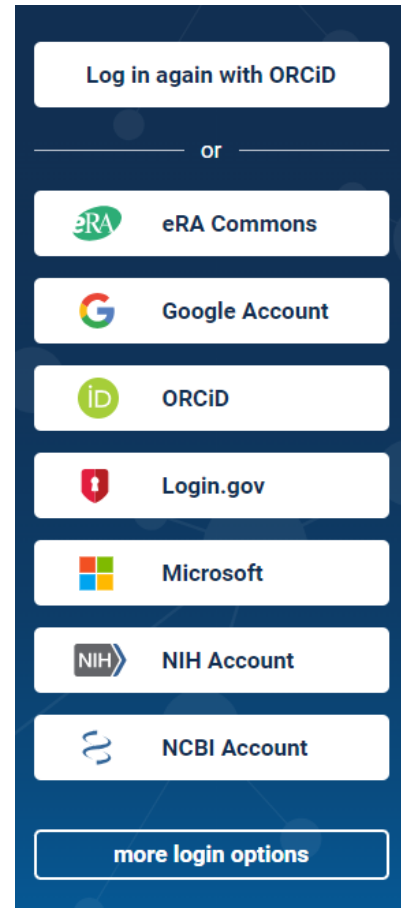 Log in again with ORCiD
or
eRA eRA Commons
Google Account
iD ORCiD
Login.gov
Microsoft
NIH NIH Account
NCBI Account
more login options